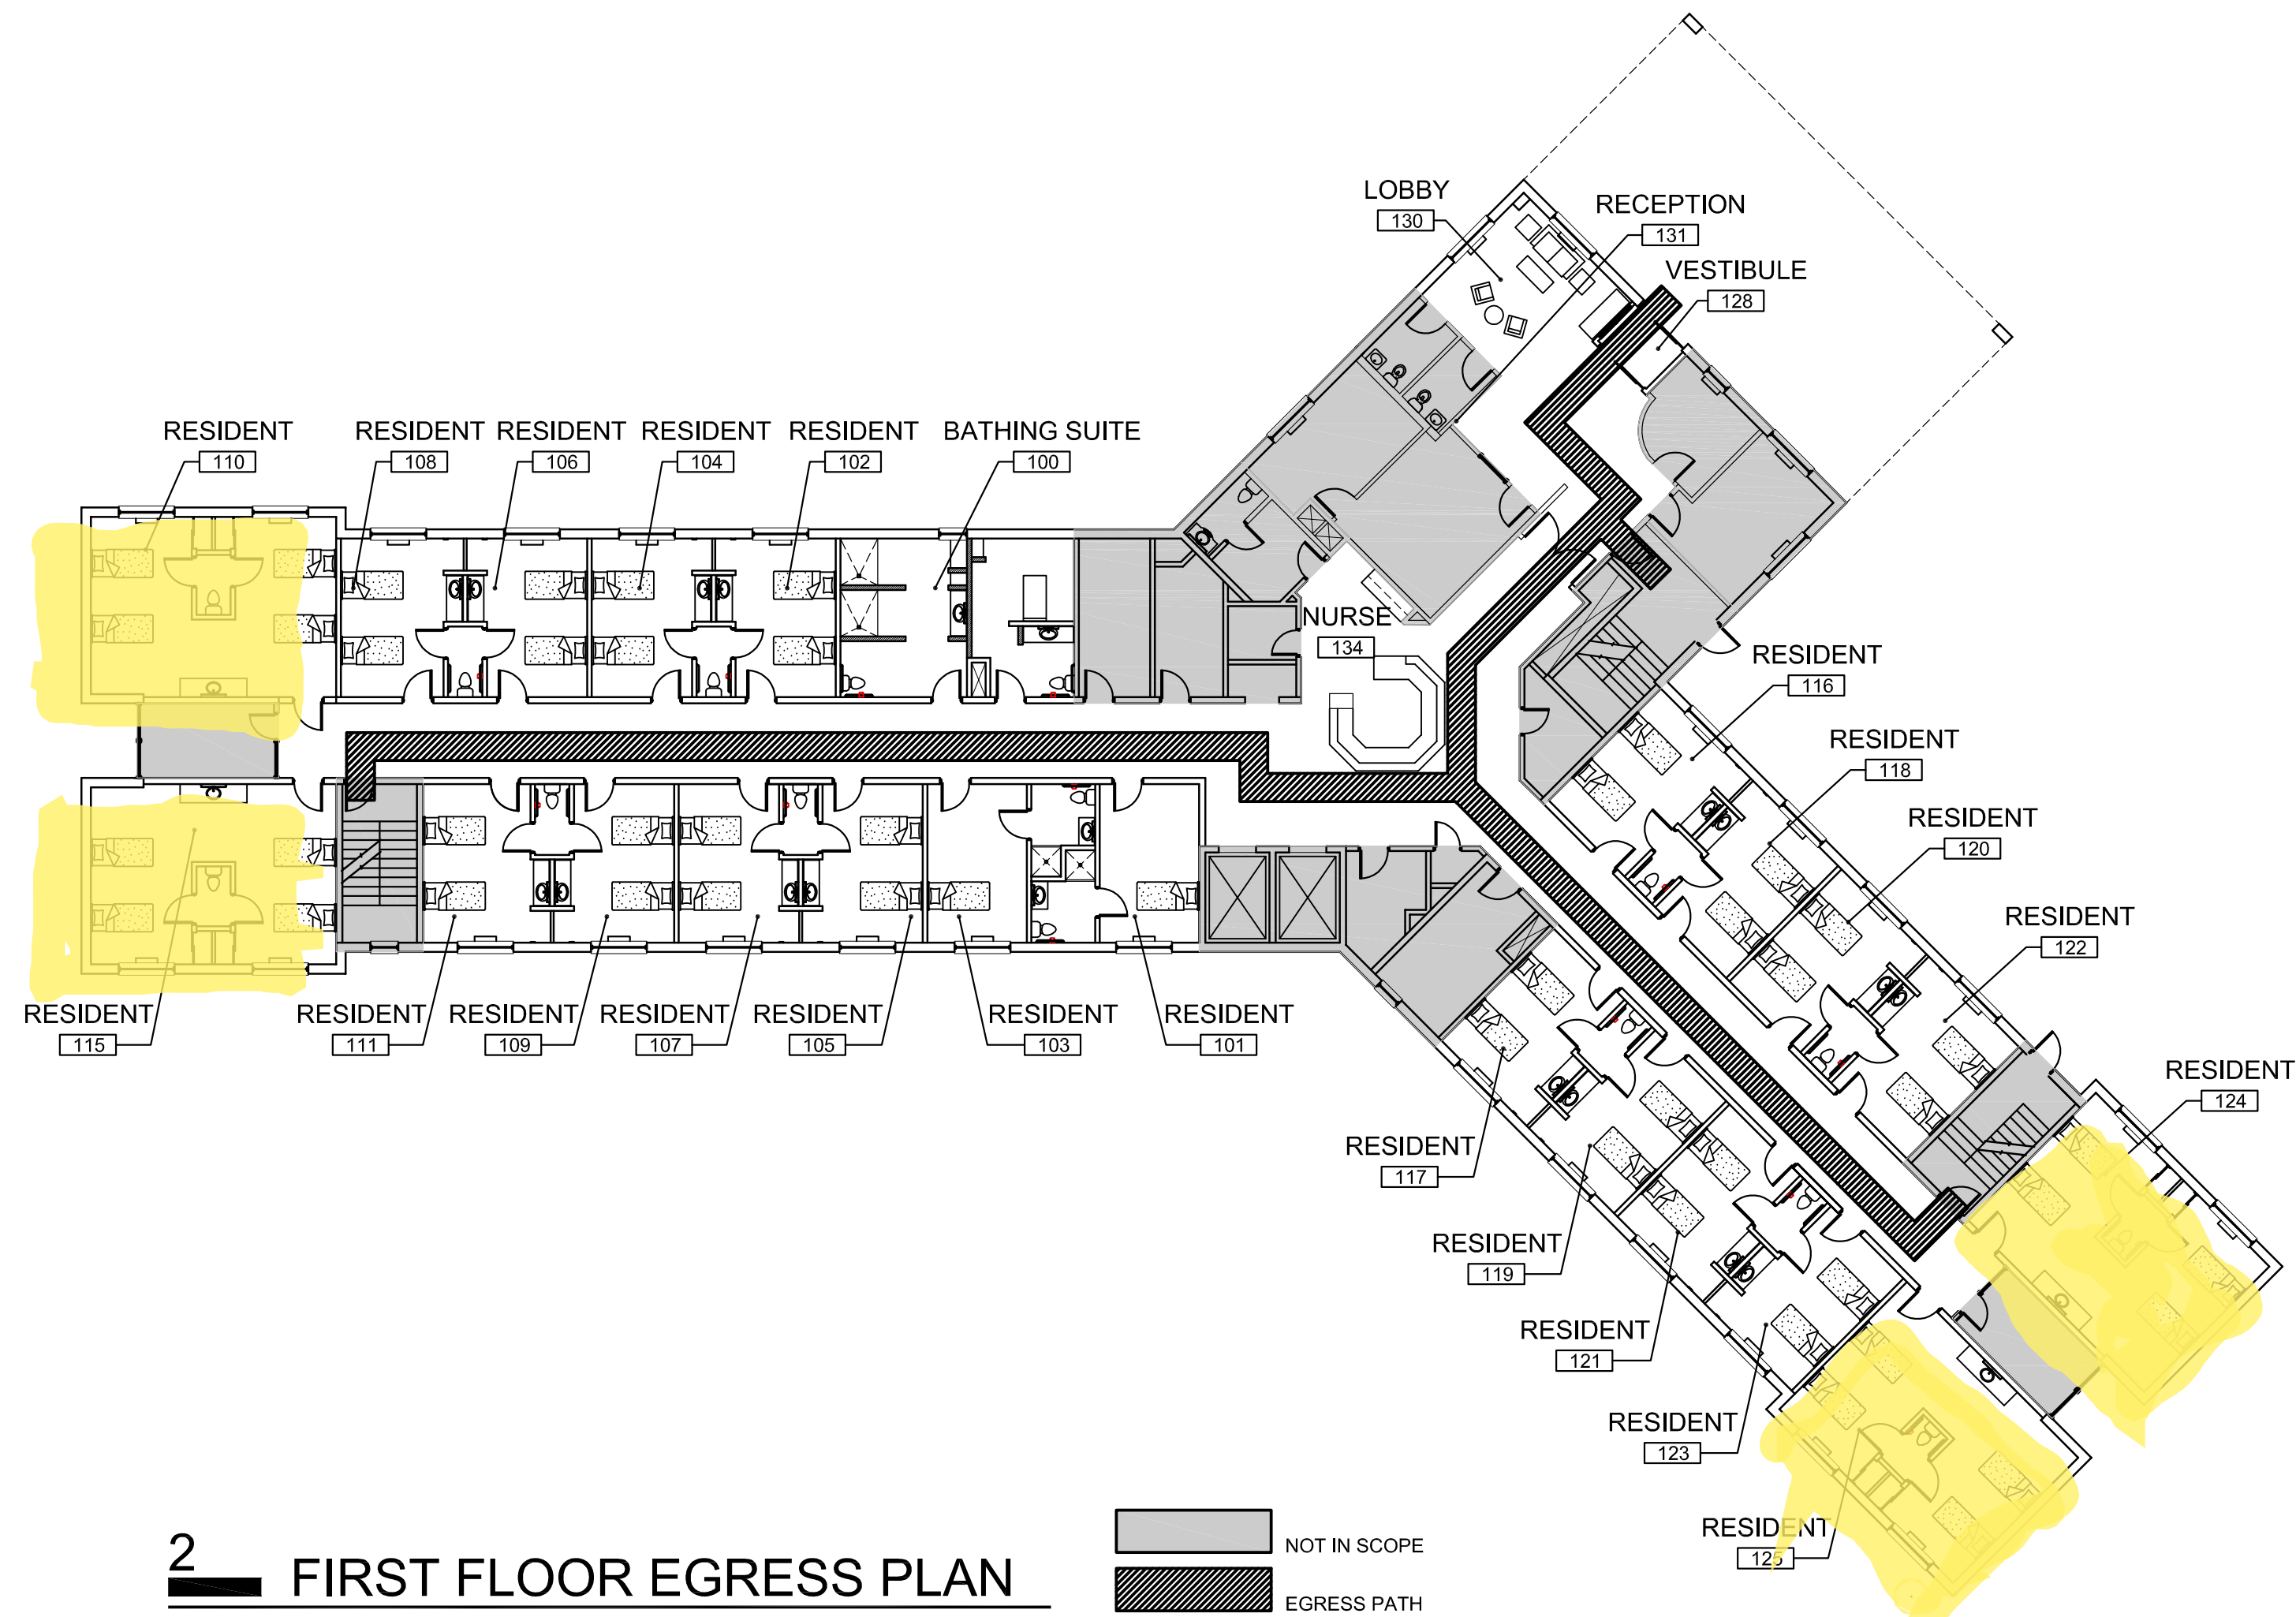 LOBBY
130
RECEPTION
131
VESTIBULE
128
RESIDENT
110
RESIDENT
108
RESIDENT
106
RESIDENT
104
RESIDENT
102
BATHING SUITE
100
NURSE
134
RESIDENT
116
RESIDENT
118
RESIDENT
120
RESIDENT
122
RESIDENT
124
RESIDENT
115
RESIDENT
111
RESIDENT
109
RESIDENT
107
RESIDENT
105
RESIDENT
103
RESIDENT
101
RESIDENT
117
RESIDENT
119
RESIDENT
121
RESIDENT
123
RESIDENT
125
2
FIRST FLOOR EGRESS PLAN
NOT IN SCOPE
EGRESS PATH